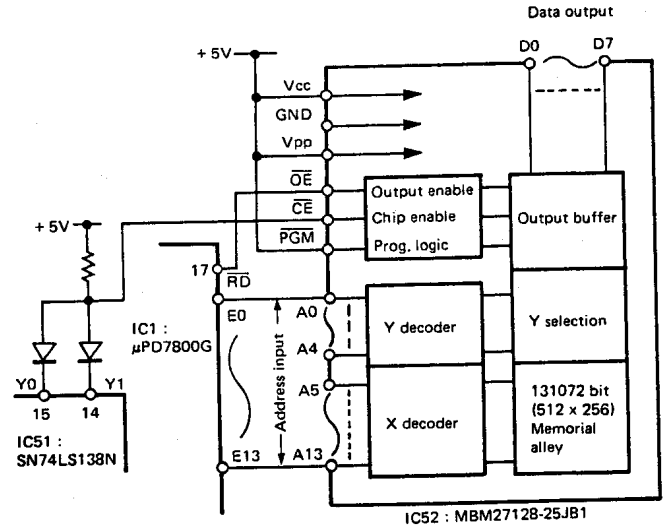 Data output
D0 D7
+5V
Vcc
GND
Vpp
OE
CE
PGM
Output enable
Chip enable
Prog. logic
Output buffer
+5V
17
RD
IC1 :
μPD7800G
E0
A0
Address input
A4
A5
E13
A13
Y decoder
Y selection
X decoder
131072 bit
(512 x 256)
Memorial
alley
Y0
Y1
15
14
IC51 :
SN74LS138N
IC52 : MBM27128-25JB1